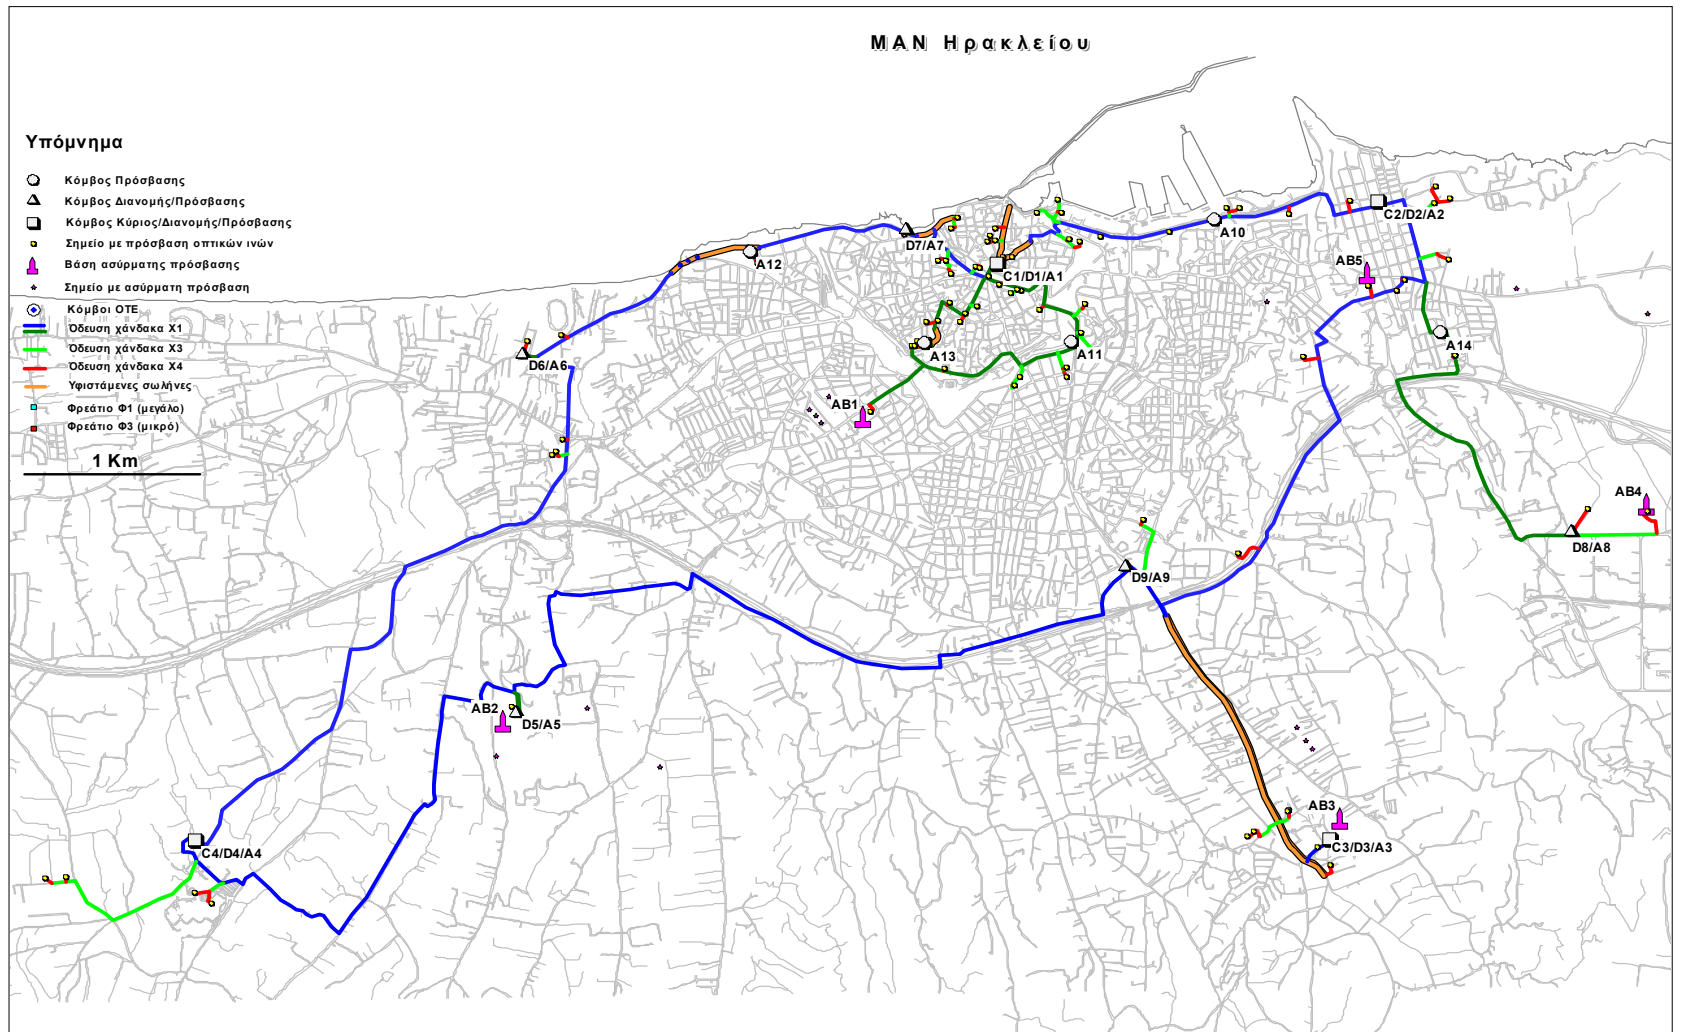 ΜΑΝ Ηρακλείου
Υπόμνημα
Κόμβος Πρόσβασης
Κόμβος Διανομής/Πρόσβασης
Κόμβος Κύριος/Διανομής/Πρόσβασης
Σημείο με πρόσβαση οπτικών ινών
Βάση ασύρματης πρόσβασης
Σημείο με ασύρματη πρόσβαση
Κόμβοι ΟΤΕ
Όδευση χάνδακα Χ1
Όδευση χάνδακα Χ3
Όδευση χάνδακα Χ4
Υφιστάμενες σωλήνες
Φρεάτιο Φ1 (μεγάλο)
Φρεάτιο Φ3 (μικρό)
1 Km
C2/D2/A2
A10
D7/A7
A12
C1/D1/A1
AB5
A14
A13
A11
D6/A6
AB1
AB4
D8/A8
D9/A9
AB2
D5/A5
AB3
C3/D3/A3
C4/D4/A4